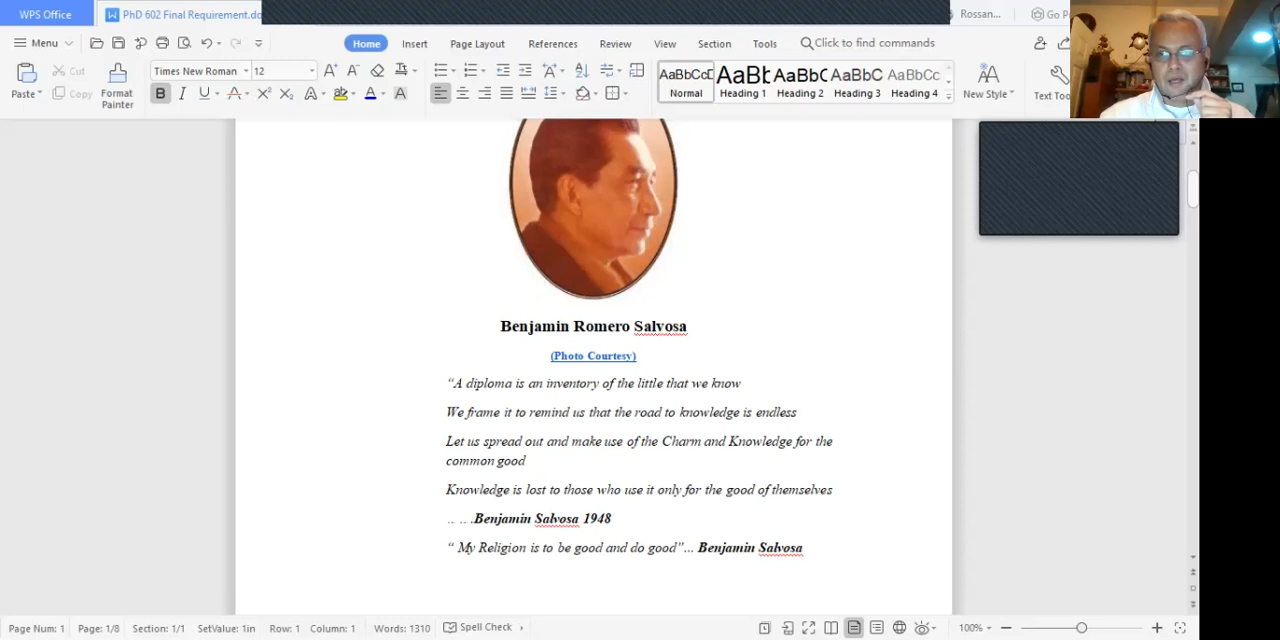 WPS Office PhD 602 Final Requirement.do Rossan... Go P
Menu Home Insert Page Layout References Review View Section Tools Click to find commands
Cut Times New Roman 12 AaBbCcD AaBb AaBbC AaBbCc AaBbCc
Paste Copy Format Painter Normal Heading 1 Heading 2 Heading 3 Heading 4 New Style Text Too
Benjamin Romero Salvosa
(Photo Courtesy)
“A diploma is an inventory of the little that we know
We frame it to remind us that the road to knowledge is endless
Let us spread out and make use of the Charm and Knowledge for the
common good
Knowledge is lost to those who use it only for the good of themselves
.. .. .Benjamin Salvosa 1948
“ My Religion is to be good and do good”... Benjamin Salvosa
Page Num: 1 Page: 1/8 Section: 1/1 SetValue: 1in Row: 1 Column: 1 Words: 1310 Spell Check 100%